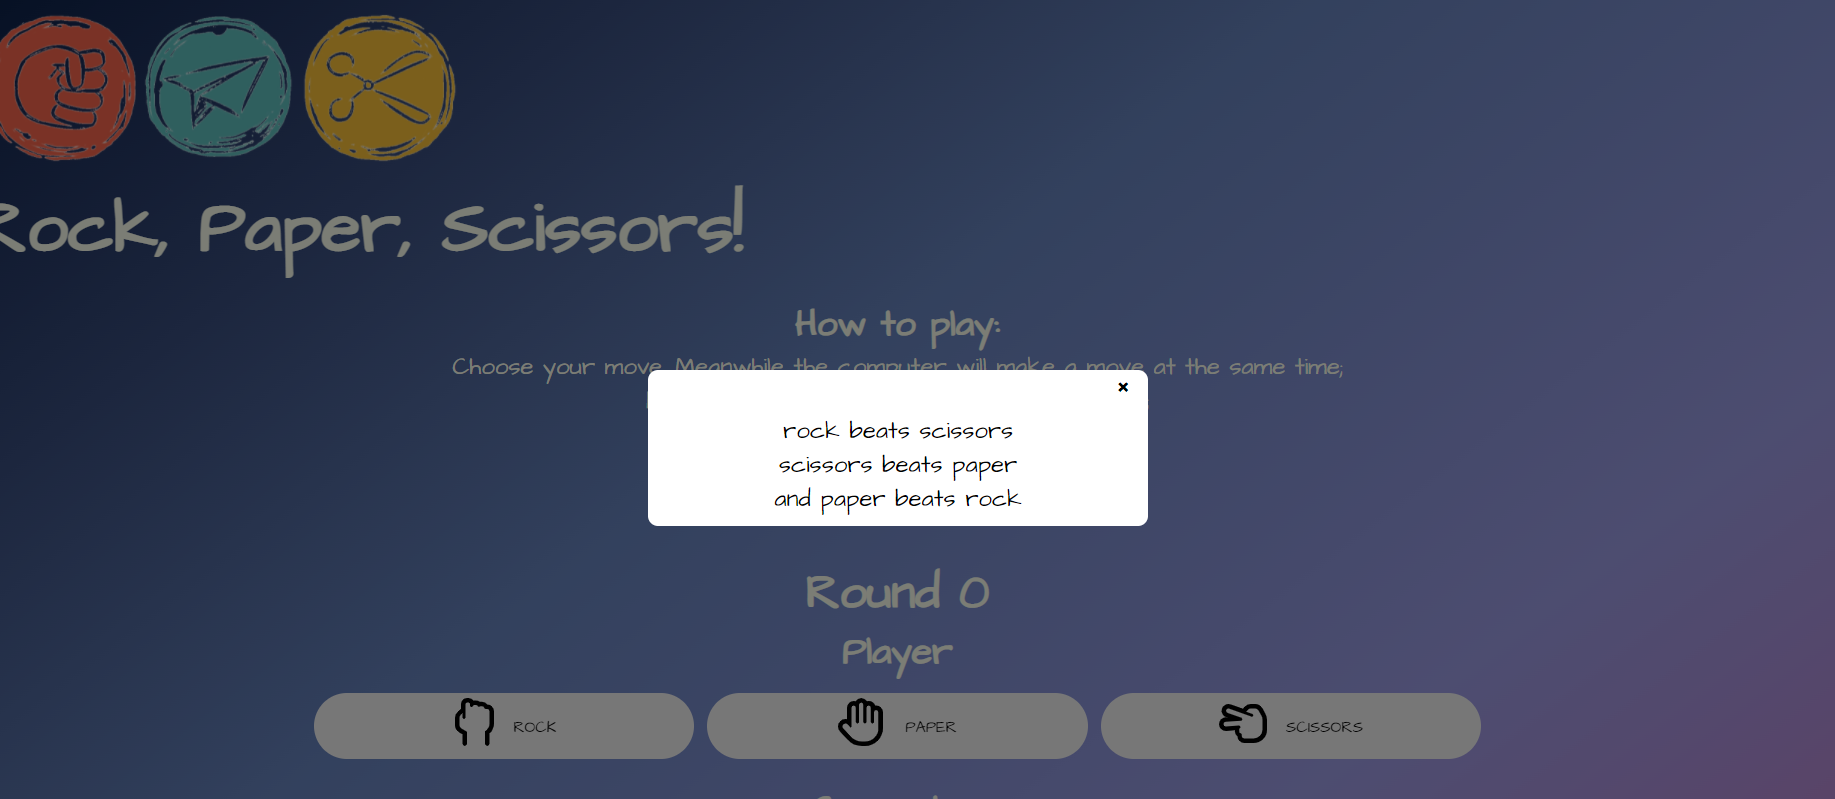 Rock, Paper, Scissors!
How to play:
Choose your move. Meanwhile the computer will make a move at the same time;
×
rock beats scissors
scissors beats paper
and paper beats rock
Round 0
Player
ROCK
PAPER
SCISSORS